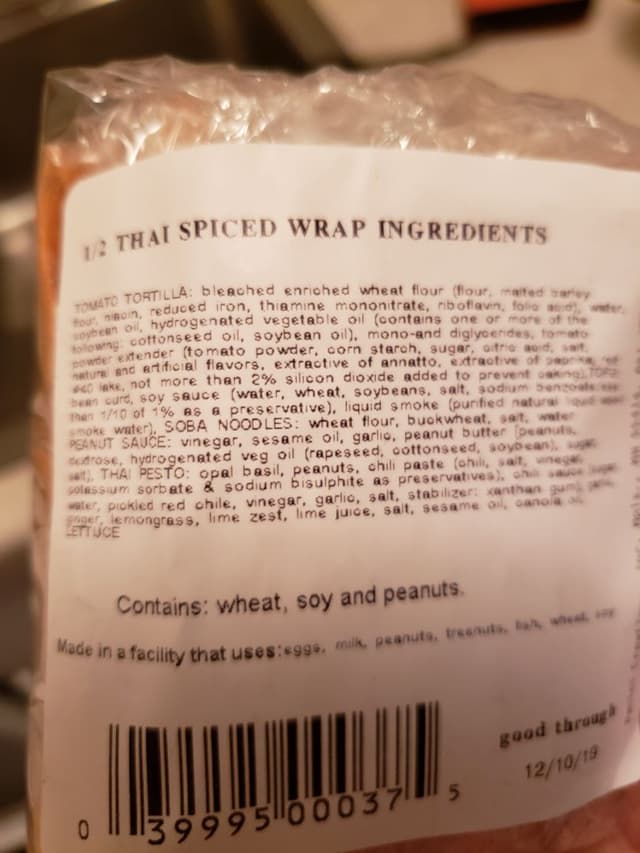 1/2 THAI SPICED WRAP INGREDIENTS
TOMATO TORTILLA: bleached enriched wheat flour (flour, malted barley
flour, niacin, reduced iron, thiamine mononitrate, riboflavin, folic acid), water,
soybean oil, hydrogenated vegetable oil (contains one or more of the
following: cottonseed oil, soybean oil), mono-and diglycerides, tomato
powder extender (tomato powder, corn starch, sugar, citric acid, salt,
natural and artificial flavors, extractive of annatto, extractive of paprika, red
#40 lake, not more than 2% silicon dioxide added to prevent caking), TOFU:
bean curd, soy sauce (water, wheat, soybeans, salt, sodium benzoate
then 1/10 of 1% as a preservative), liquid smoke (purified natural
smoke water), SOBA NOODLES: wheat flour, buckwheat, salt, water
PEANUT SAUCE: vinegar, sesame oil, garlic, peanut butter (peanuts,
dextrose, hydrogenated veg oil (rapeseed, cottonseed, soybean), sugar,
salt), THAI PESTO: opal basil, peanuts, chili paste (chili, salt, vinegar,
potassium sorbate & sodium bisulphite as preservatives), chili sauce (sugar,
water, pickled red chile, vinegar, garlic, salt, stabilizer: xanthan gum),
ginger, lemongrass, lime zest, lime juice, salt, sesame oil, canola oil,
LETTUCE
Contains: wheat, soy and peanuts.
Made in a facility that uses:eggs, milk, peanuts, treenuts, fish, wheat, soy
good through
12/10/19
0 39995 00037 5